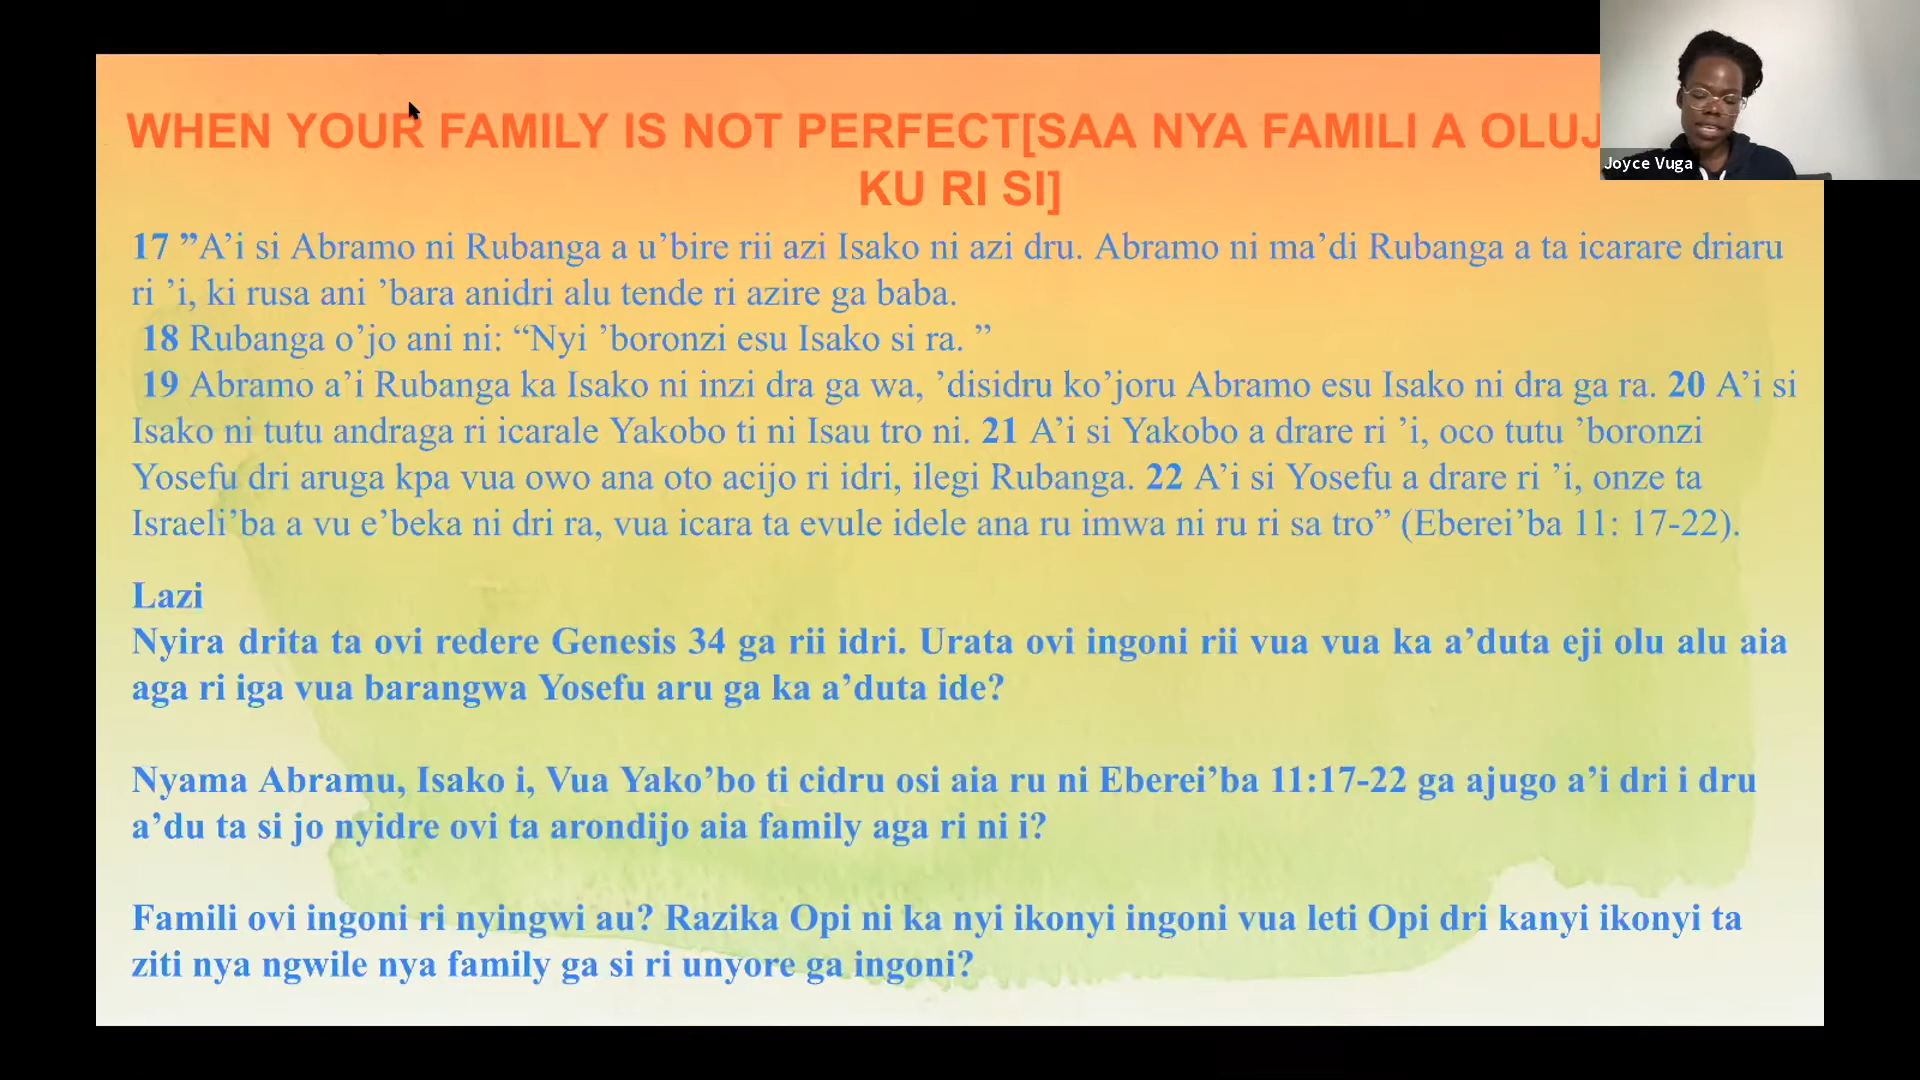 WHEN YOUR FAMILY IS NOT PERFECT[SAA NYA FAMILI A
KU RI SI]
Joyce Vuga
17 ”A’i si Abramo ni Rubanga a u’bire rii azi Isako ni azi dru. Abramo ni ma’di Rubanga a ta icarare driaru
ri ’i, ki rusa ani ’bara anidri alu tende ri azire ga baba.
18 Rubanga o’jo ani ni: “Nyi ’boronzi esu Isako si ra. ”
19 Abramo a’i Rubanga ka Isako ni inzi dra ga wa, ’disidru ko’joru Abramo esu Isako ni dra ga ra. 20 A’i si
Isako ni tutu andraga ri icarale Yakobo ti ni Isau tro ni. 21 A’i si Yakobo a drare ri ’i, oco tutu ’boronzi
Yosefu dri aruga kpa vua owo ana oto acijo ri idri, ilegi Rubanga. 22 A’i si Yosefu a drare ri ’i, onze ta
Israeli’ba a vu e’beka ni dri ra, vua icara ta evule idele ana ru imwa ni ru ri sa tro” (Eberei’ba 11: 17-22).
Lazi
Nyira drita ta ovi redere Genesis 34 ga rii idri. Urata ovi ingoni rii vua vua ka a’duta eji olu alu aia
aga ri iga vua barangwa Yosefu aru ga ka a’duta ide?
Nyama Abramu, Isako i, Vua Yako’bo ti cidru osi aia ru ni Eberei’ba 11:17-22 ga ajugo a’i dri i dru
a’du ta si jo nyidre ovi ta arondijo aia family aga ri ni i?
Famili ovi ingoni ri nyingwi au? Razika Opi ni ka nyi ikonyi ingoni vua leti Opi dri kanyi ikonyi ta
ziti nya ngwile nya family ga si ri unyore ga ingoni?